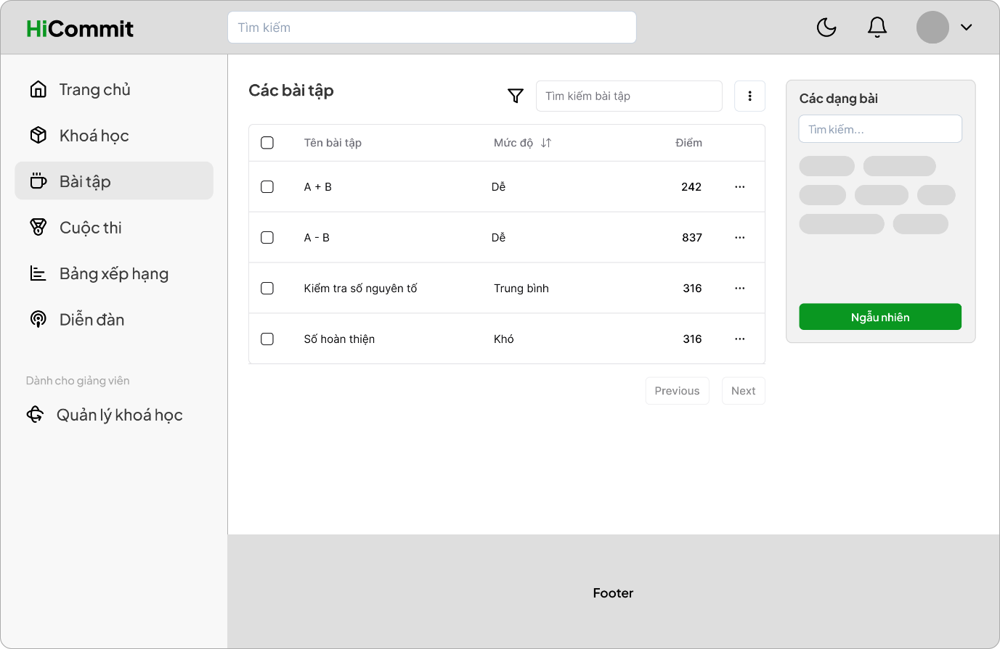 HiCommit
Tìm kiếm
Trang chủ
Khoá học
Bài tập
Cuộc thi
Bảng xếp hạng
Diễn đàn
Dành cho giảng viên
Quản lý khoá học
Các bài tập
Tìm kiếm bài tập
Tên bài tập Mức độ Điểm
A + B Dễ 242
A - B Dễ 837
Kiểm tra số nguyên tố Trung bình 316
Số hoàn thiện Khó 316
Previous Next
Các dạng bài
Tìm kiếm...
Ngẫu nhiên
Footer